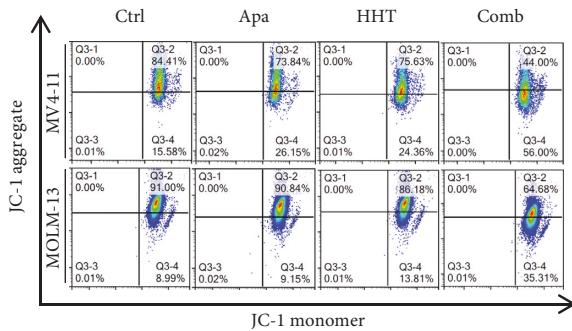 Ctrl Apa HHT Comb
JC-1 aggregate
MV4-11
Q3-1 0.00% Q3-2 84.41% Q3-3 0.01% Q3-4 15.58%
Q3-1 0.00% Q3-2 73.84% Q3-3 0.02% Q3-4 26.15%
Q3-1 0.00% Q3-2 75.63% Q3-3 0.01% Q3-4 24.36%
Q3-1 0.00% Q3-2 44.00% Q3-3 0.00% Q3-4 56.00%
MOLM-13
Q3-1 0.00% Q3-2 91.00% Q3-3 0.01% Q3-4 8.99%
Q3-1 0.00% Q3-2 90.84% Q3-3 0.02% Q3-4 9.15%
Q3-1 0.00% Q3-2 86.18% Q3-3 0.01% Q3-4 13.81%
Q3-1 0.00% Q3-2 64.68% Q3-3 0.01% Q3-4 35.31%
JC-1 monomer